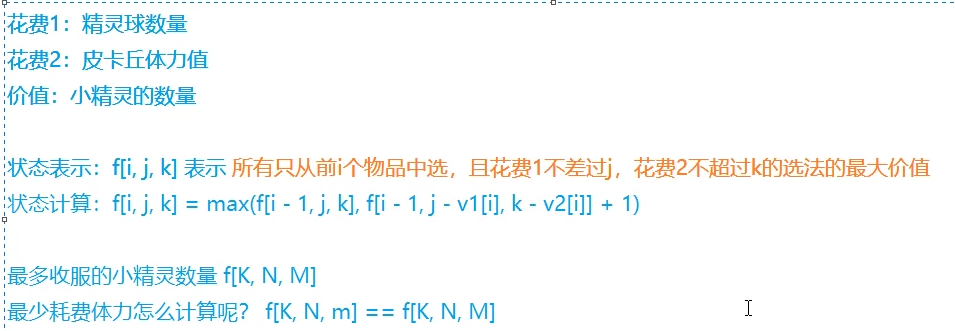 花费1：精灵球数量
花费2：皮卡丘体力值
价值：小精灵的数量
状态表示：f[i, j, k] 表示 所有只从前i个物品中选，且花费1不差过j，花费2不超过k的选法的最大价值
状态计算：f[i, j, k] = max(f[i - 1, j, k], f[i - 1, j - v1[i], k - v2[i]] + 1)
最多收服的小精灵数量 f[K, N, M]
最少耗费体力怎么计算呢？ f[K, N, m] == f[K, N, M]